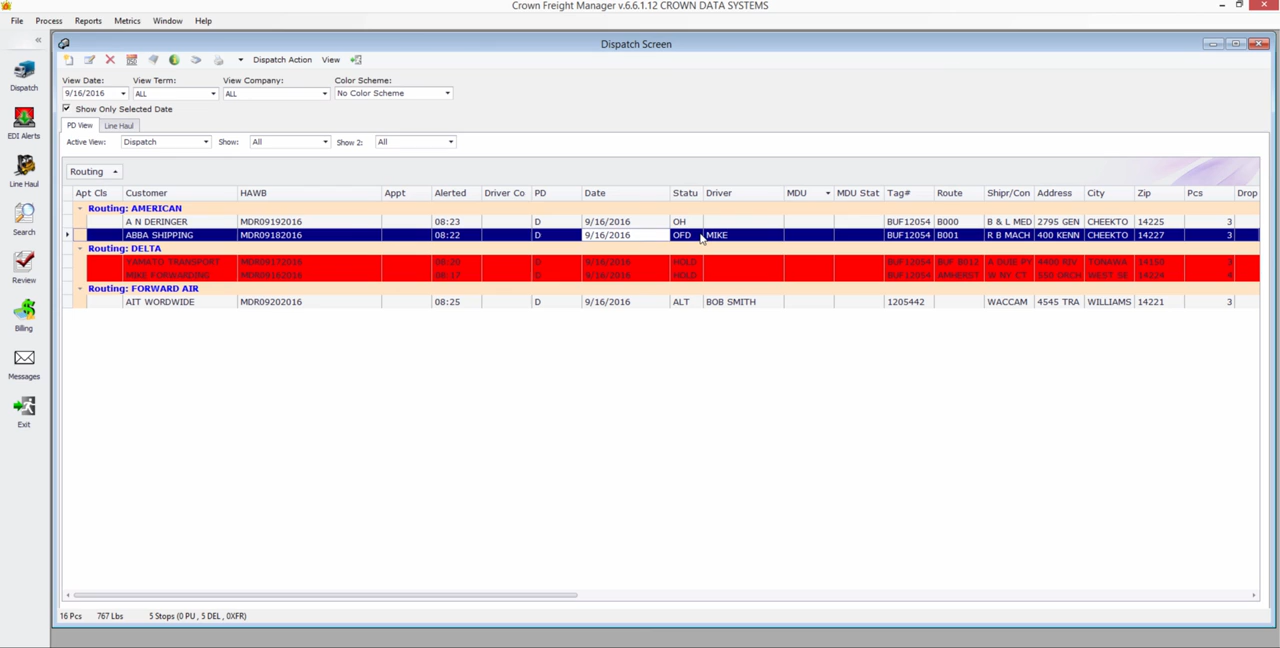 Crown Freight Manager v.6.6.1.12 CROWN DATA SYSTEMS
File Process Reports Metrics Window Help
Dispatch Screen
Dispatch Action View
View Date: View Term: View Company: Color Scheme:
9/16/2016 ALL ALL No Color Scheme
Show Only Selected Date
PD View Line Haul
Active View: Dispatch Show: All Show 2: All
Routing
Apt Cls Customer HAWB Appt Alerted Driver Co PD Date Statu Driver MDU MDU Stat Tag# Route Shipr/Con Address City Zip Pcs Drop
Routing: AMERICAN
A N DERINGER MDR09192016 08:23 D 9/16/2016 OH BUF12054 B000 B & L MED 2795 GEN CHEEKTO 14225 3
ABBA SHIPPING MDR09182016 08:22 D 9/16/2016 OFD MIKE BUF12054 B001 R B MACH 400 KENN CHEEKTO 14227 3
Routing: DELTA
YAMATO TRANSPORT MDR09172016 08:20 D 9/16/2016 HOLD BUF12054 BUF B012 A DUIE PY 4400 RIV TONAWA 14150 3
MIKE FORWARDING MDR09162016 08:17 D 9/16/2016 HOLD BUF12054 AMHERST W NY CT 550 ORCH WEST SE 14224 4
Routing: FORWARD AIR
AIT WORDWIDE MDR09202016 08:25 D 9/16/2016 ALT BOB SMITH 1205442 WACCAM 4545 TRA WILLIAMS 14221 3
16 Pcs 767 Lbs 5 Stops (0 PU , 5 DEL , 0XFR)
Dispatch
EDI Alerts
Line Haul
Search
Review
Billing
Messages
Exit